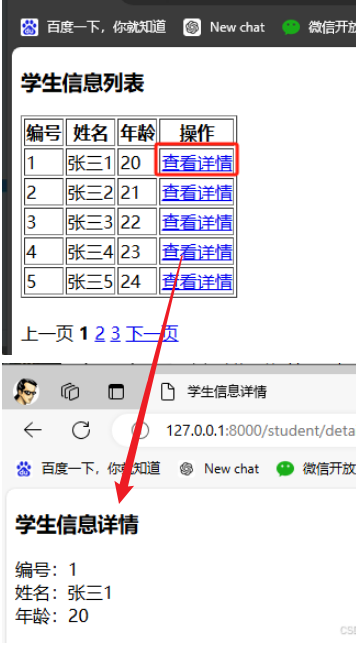 百度一下，你就知道 New chat 微信开放
学生信息列表
编号 姓名 年龄 操作
1 张三1 20 查看详情
2 张三2 21 查看详情
3 张三3 22 查看详情
4 张三4 23 查看详情
5 张三5 24 查看详情
上一页 1 2 3 下一页
学生信息详情
127.0.0.1:8000/student/deta
百度一下，你就知道 New chat 微信开放
学生信息详情
编号：1
姓名：张三1
年龄：20